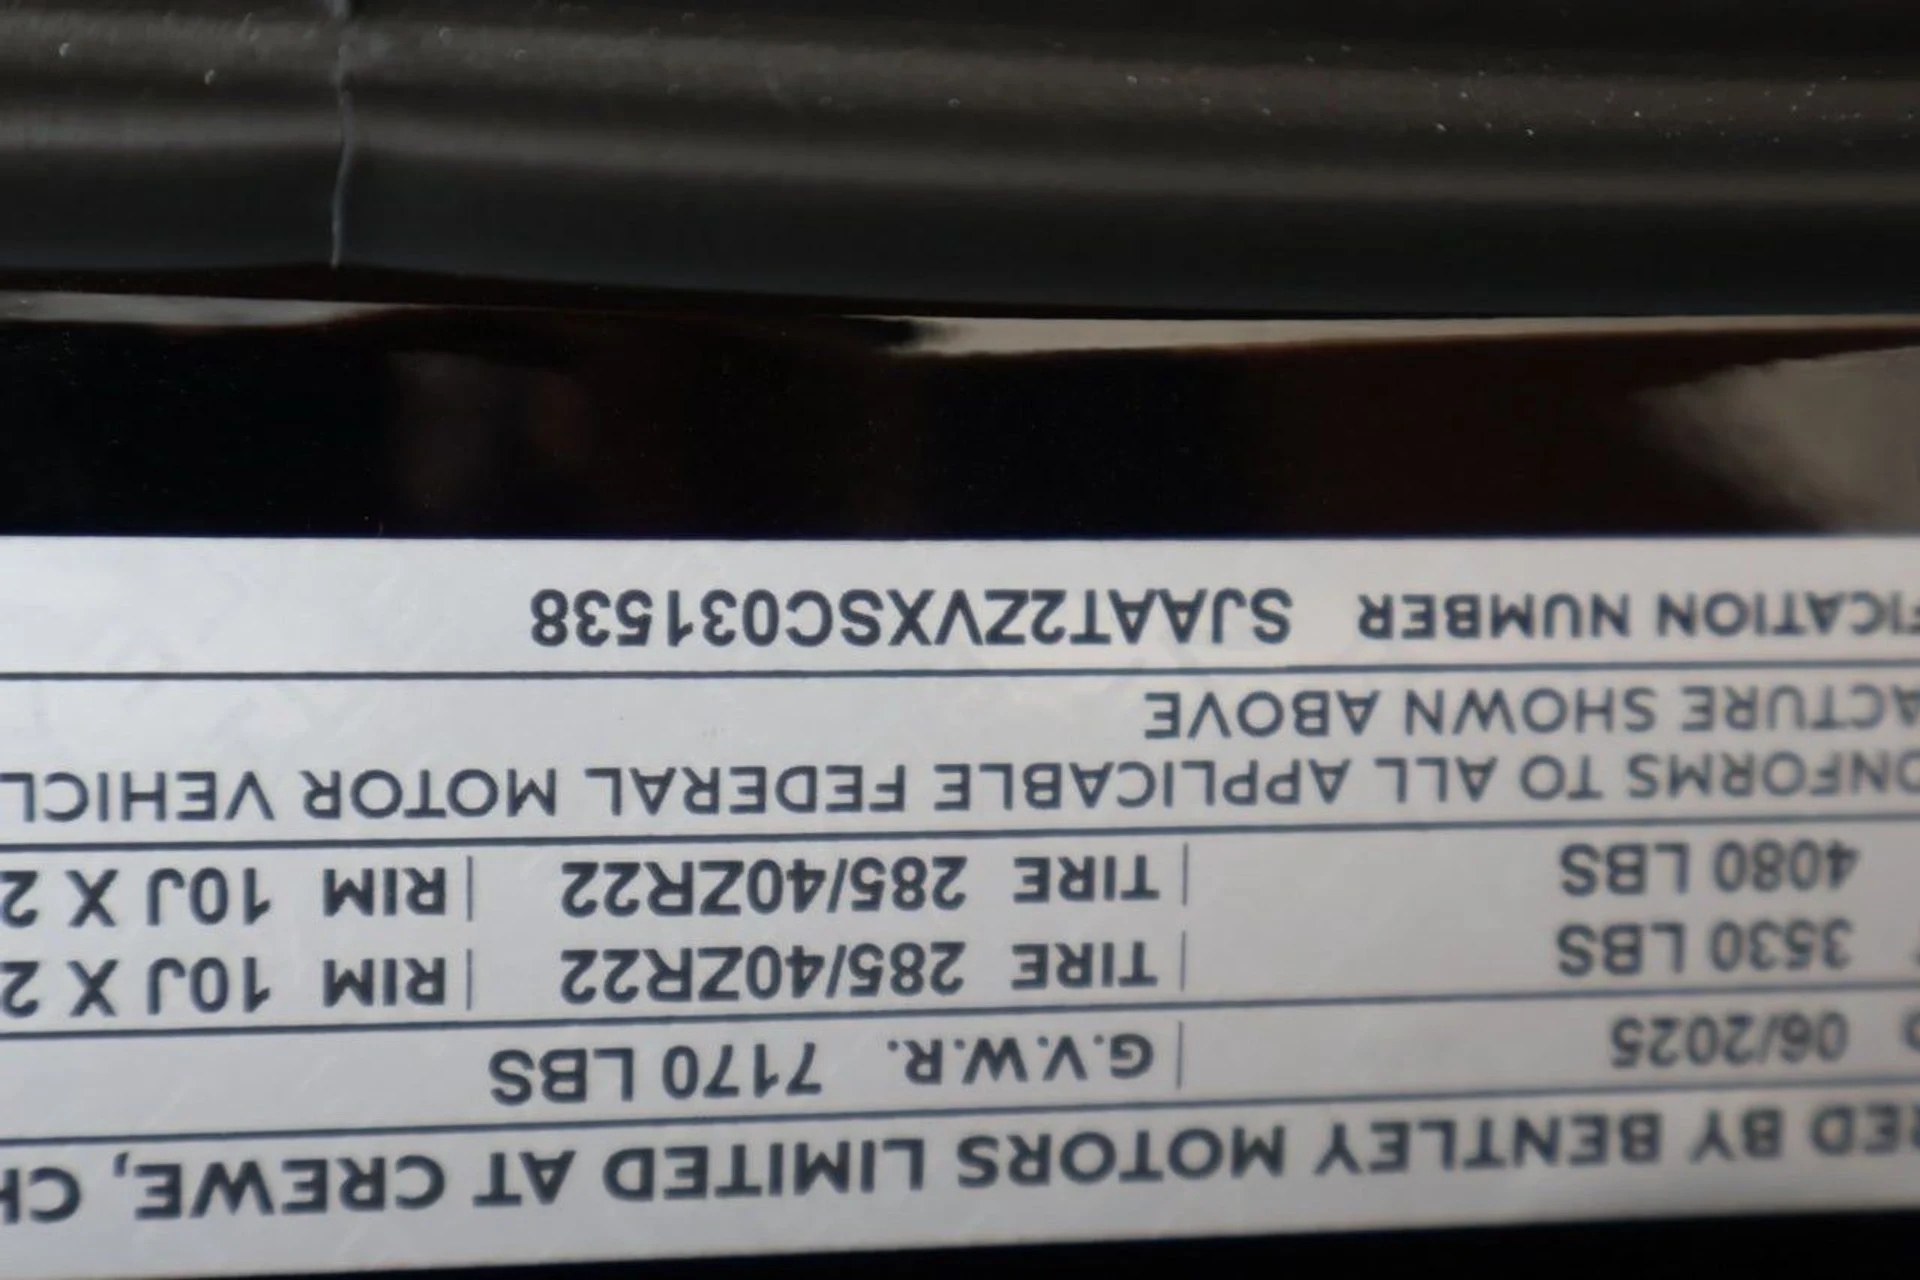 RED BY BENTLEY MOTORS LIMITED AT CREWE, CH
06/2025 | G.V.W.R. 7170 LBS
3530 LBS | TIRE 285/40ZR22 | RIM 10J X 2
4080 LBS | TIRE 285/40ZR22 | RIM 10J X 2
ONFORMS TO ALL APPLICABLE FEDERAL MOTOR VEHICL
ACTURE SHOWN ABOVE
FICATION NUMBER SJAAT2ZVXSC031538